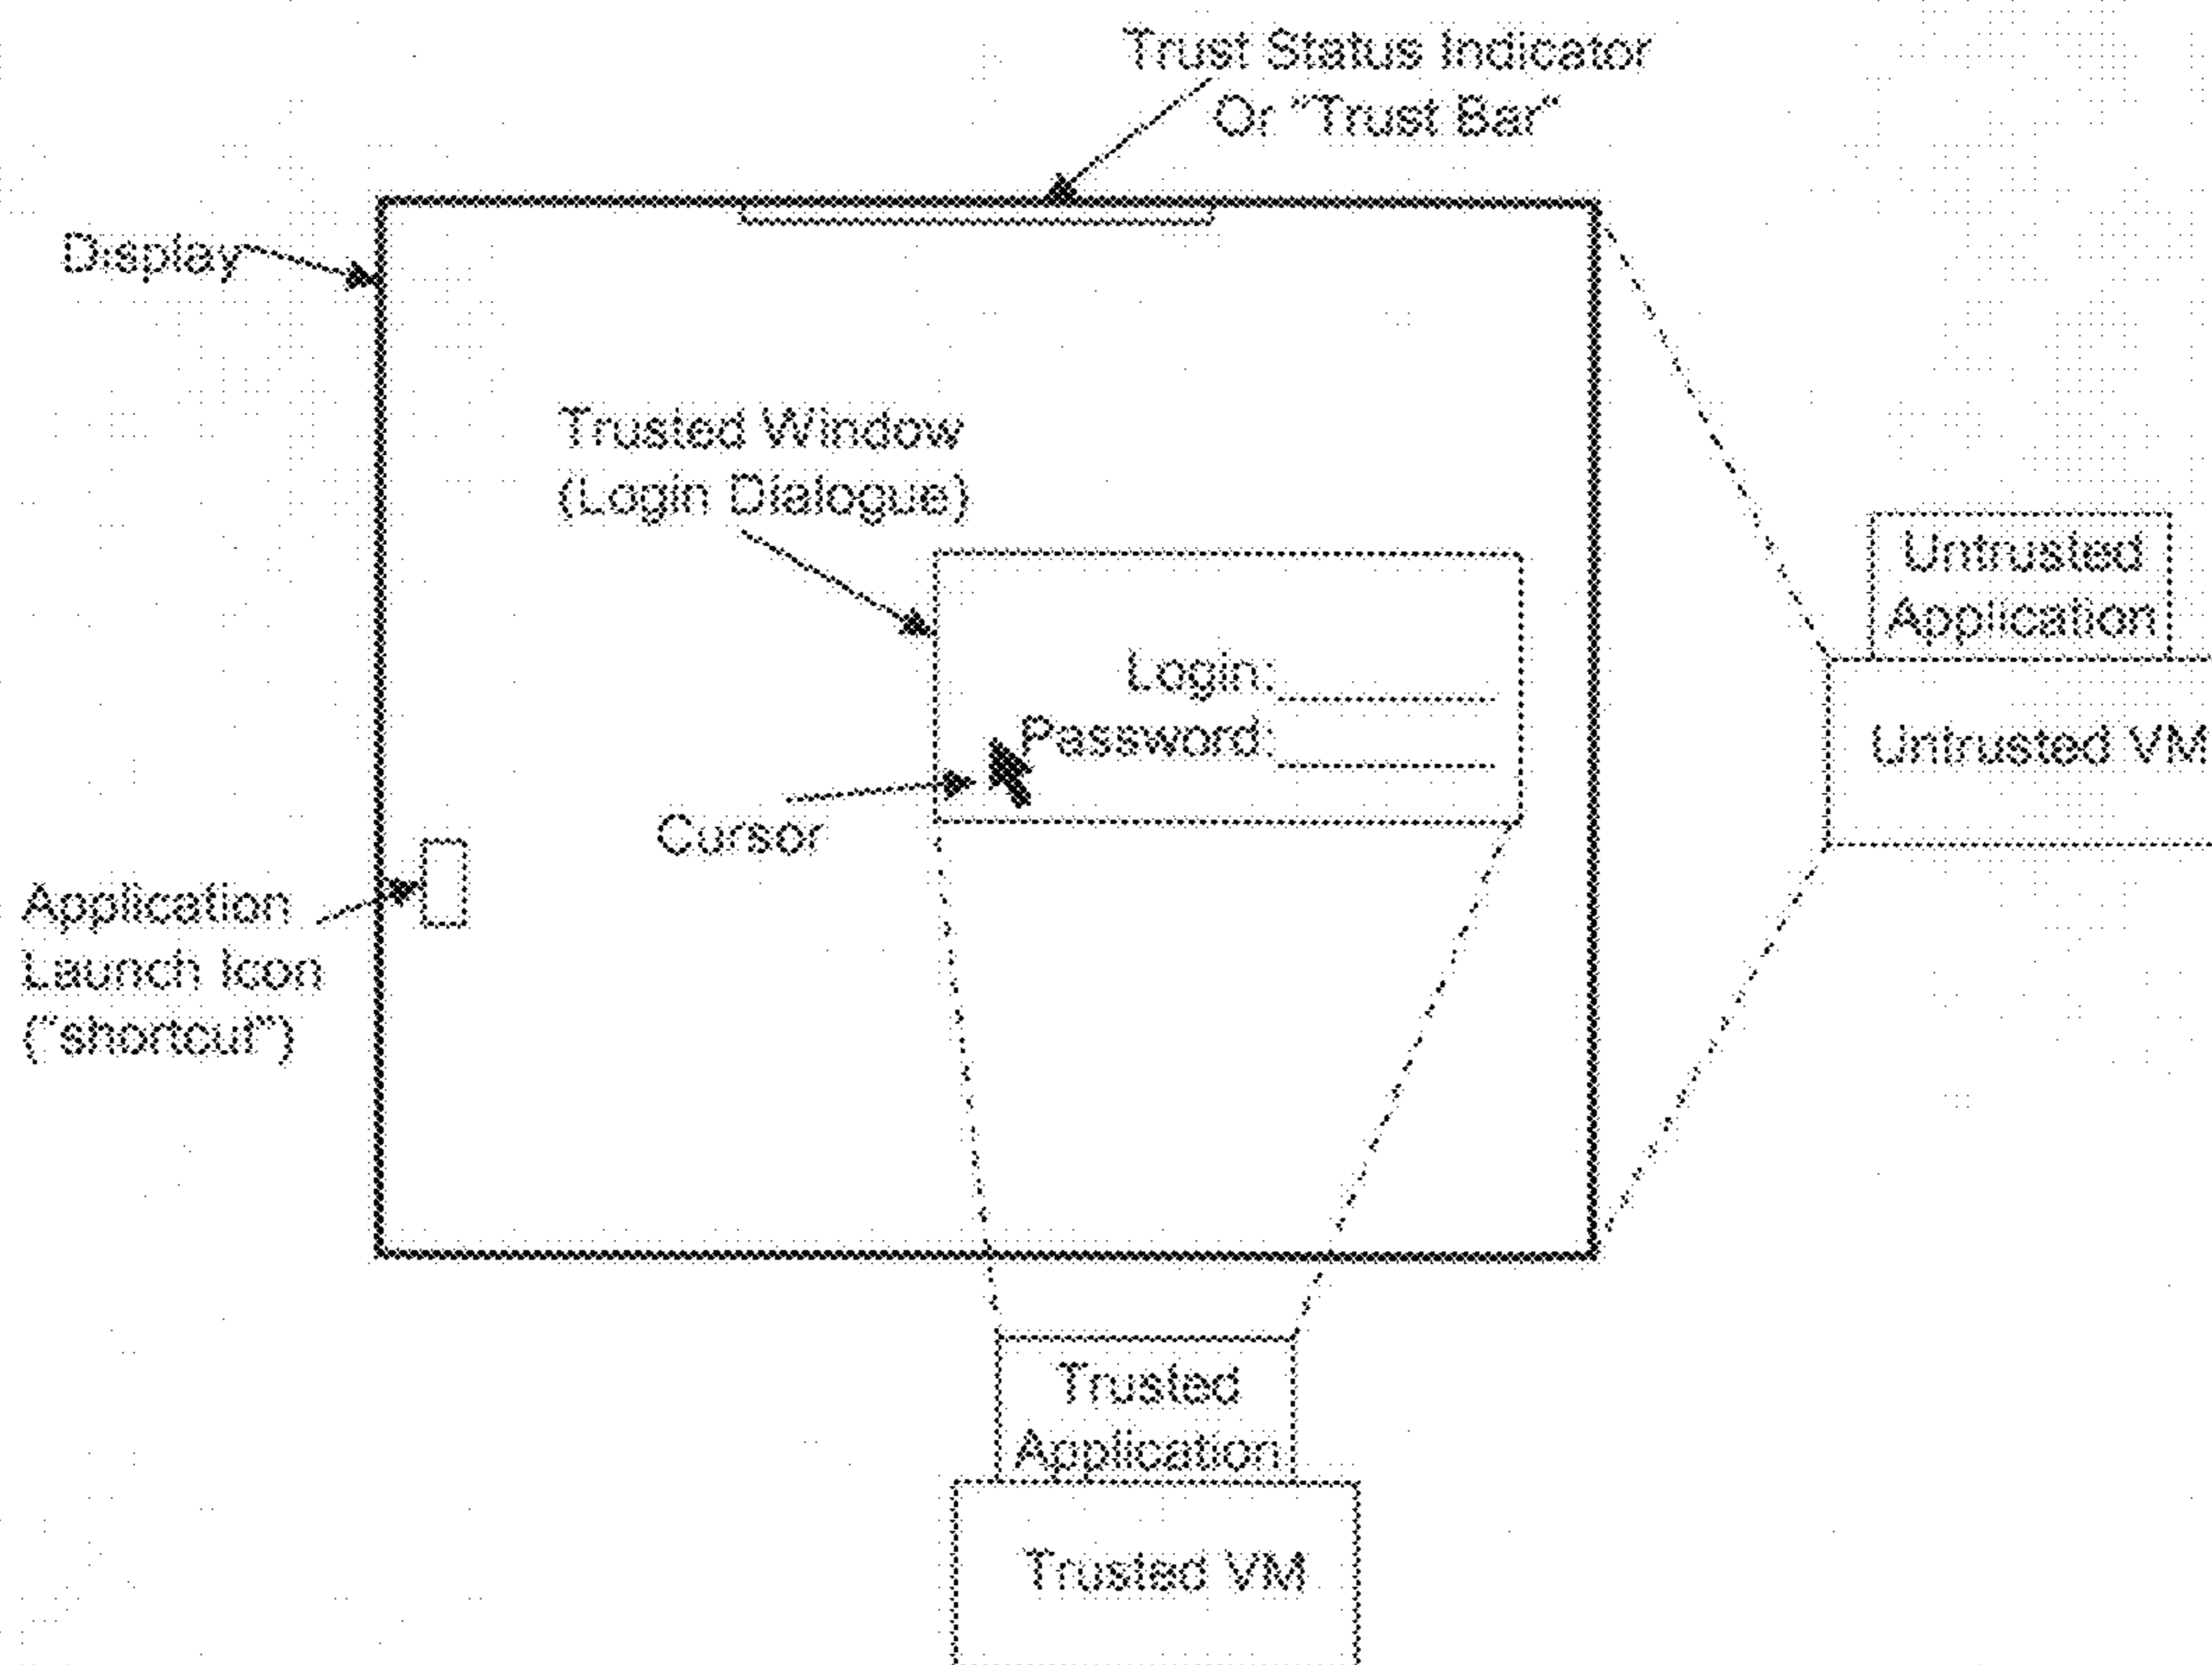 Trust Status Indicator
Or "Trust Bar"
Display
Trusted Window
(Login Dialogue)
Untrusted
Application
Login:
Password:
Untrusted VM
Cursor
Application
Launch Icon
("shortcut")
Trusted
Application
Trusted VM